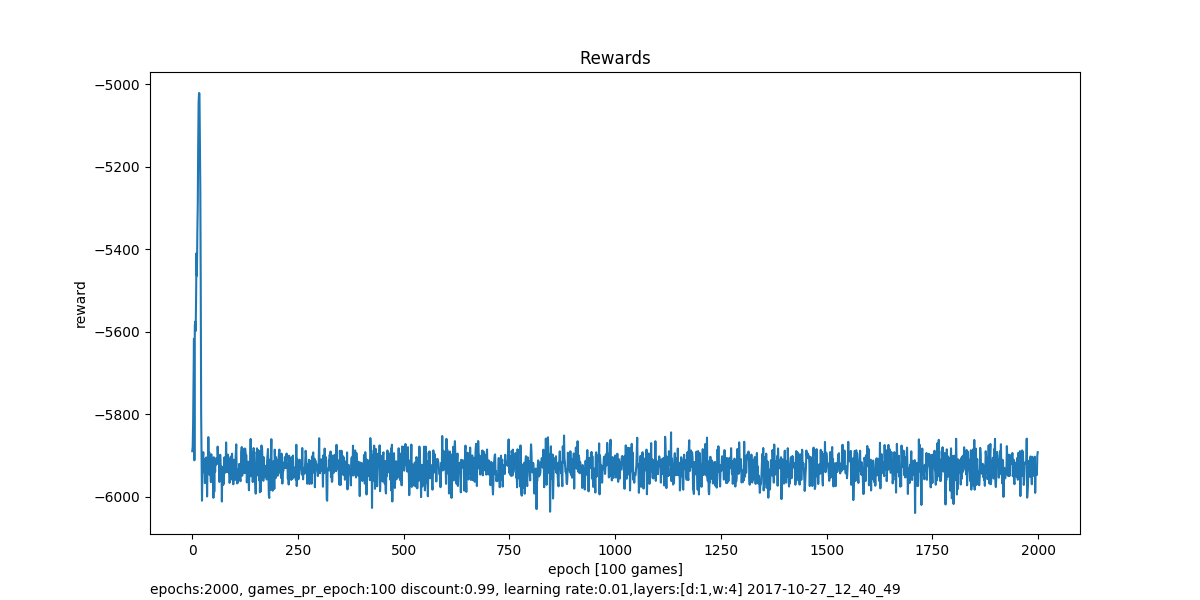 Rewards
−5000
−5200
−5400
−5600
−5800
−6000
reward
0 250 500 750 1000 1250 1500 1750 2000
epoch [100 games]
epochs:2000, games_pr_epoch:100 discount:0.99, learning rate:0.01,layers:[d:1,w:4] 2017-10-27_12_40_49